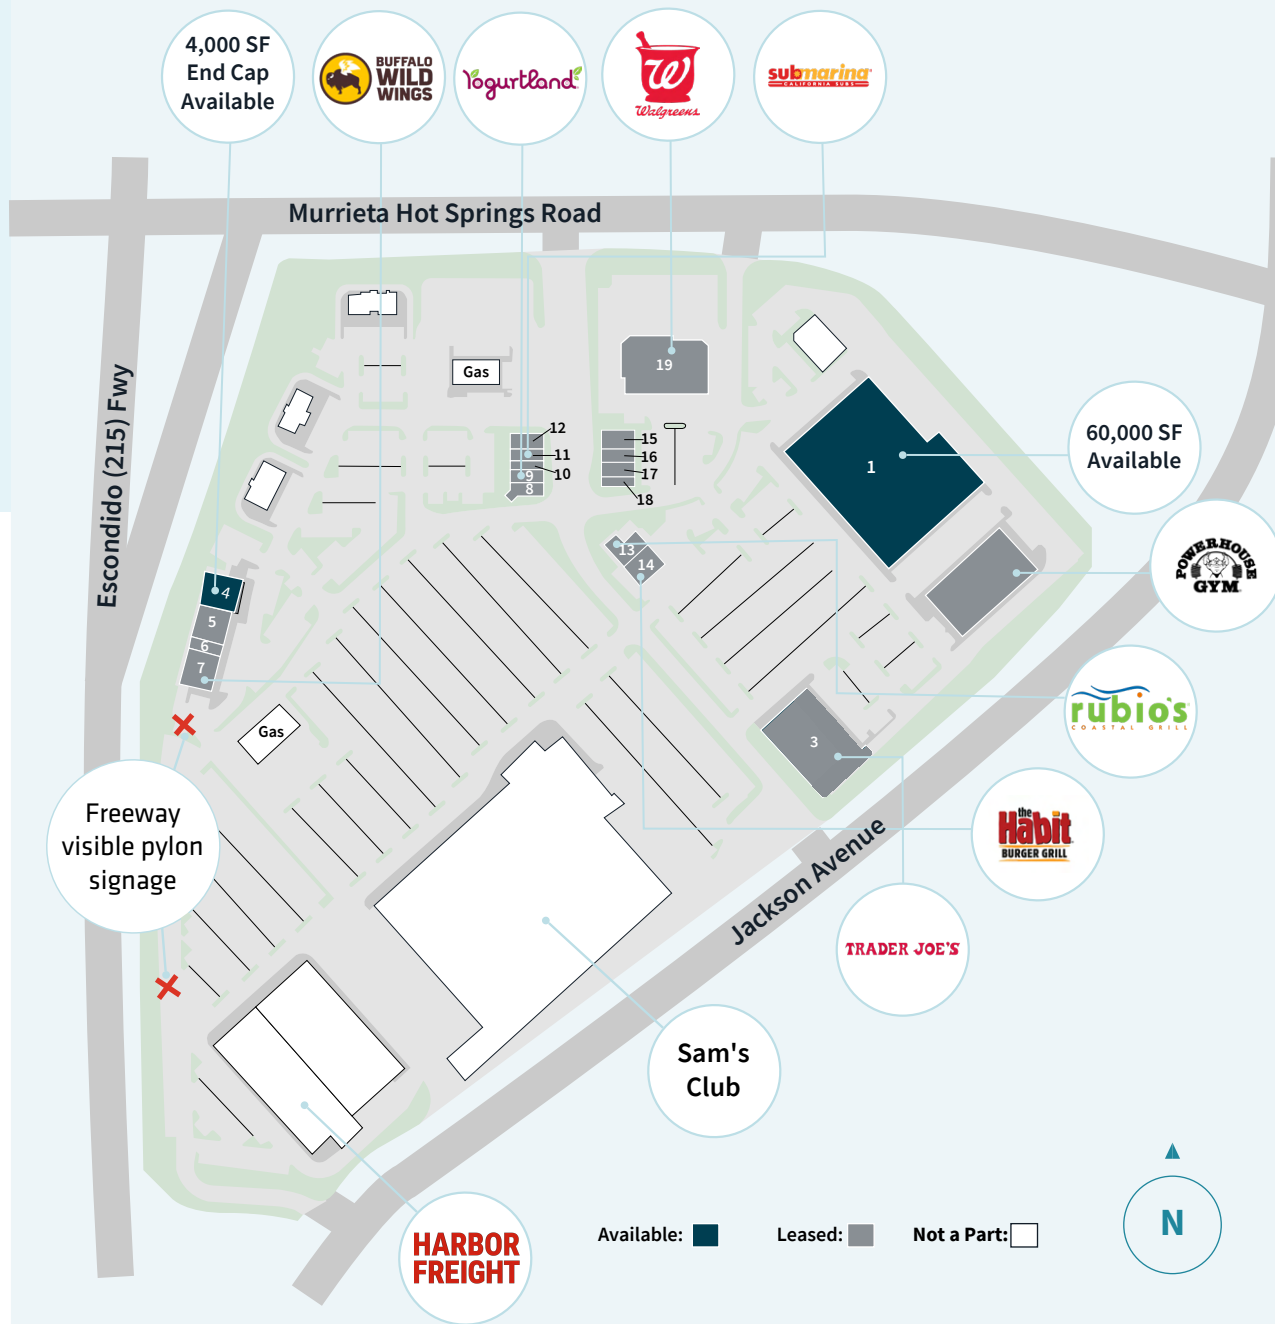 4,000 SF
End Cap
Available
BUFFALO
WILD
WINGS
Yogurtland
W
Walgreens
submarina
CALIFORNIA SUBS
Murrieta Hot Springs Road
Escondido (215) Fwy
Gas
19
12
11
10
9
8
15
16
17
18
13
14
1
60,000 SF
Available
POWERHOUSE
GYM
4
5
6
7
Gas
3
rubio's
COASTAL GRILL
Freeway
visible pylon
signage
the
Habit
BURGER GRILL
Jackson Avenue
TRADER JOE'S
Sam's
Club
HARBOR
FREIGHT
Available:
Leased:
Not a Part:
N